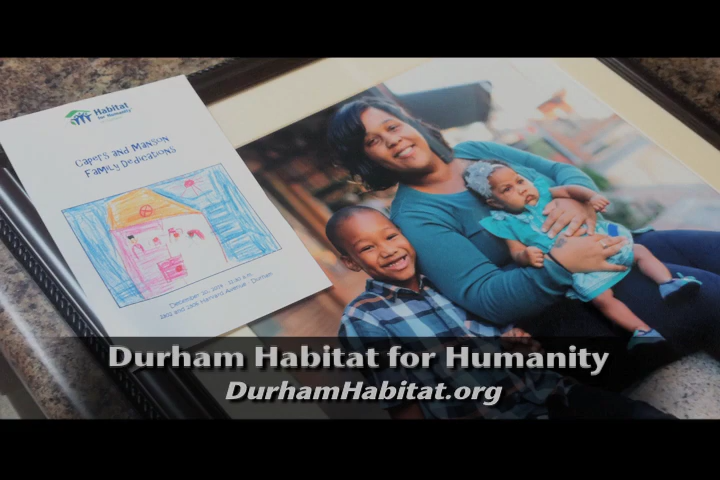 Habitat
for Humanity
Capers and Manson
Family Dedications
Durham Habitat for Humanity
DurhamHabitat.org